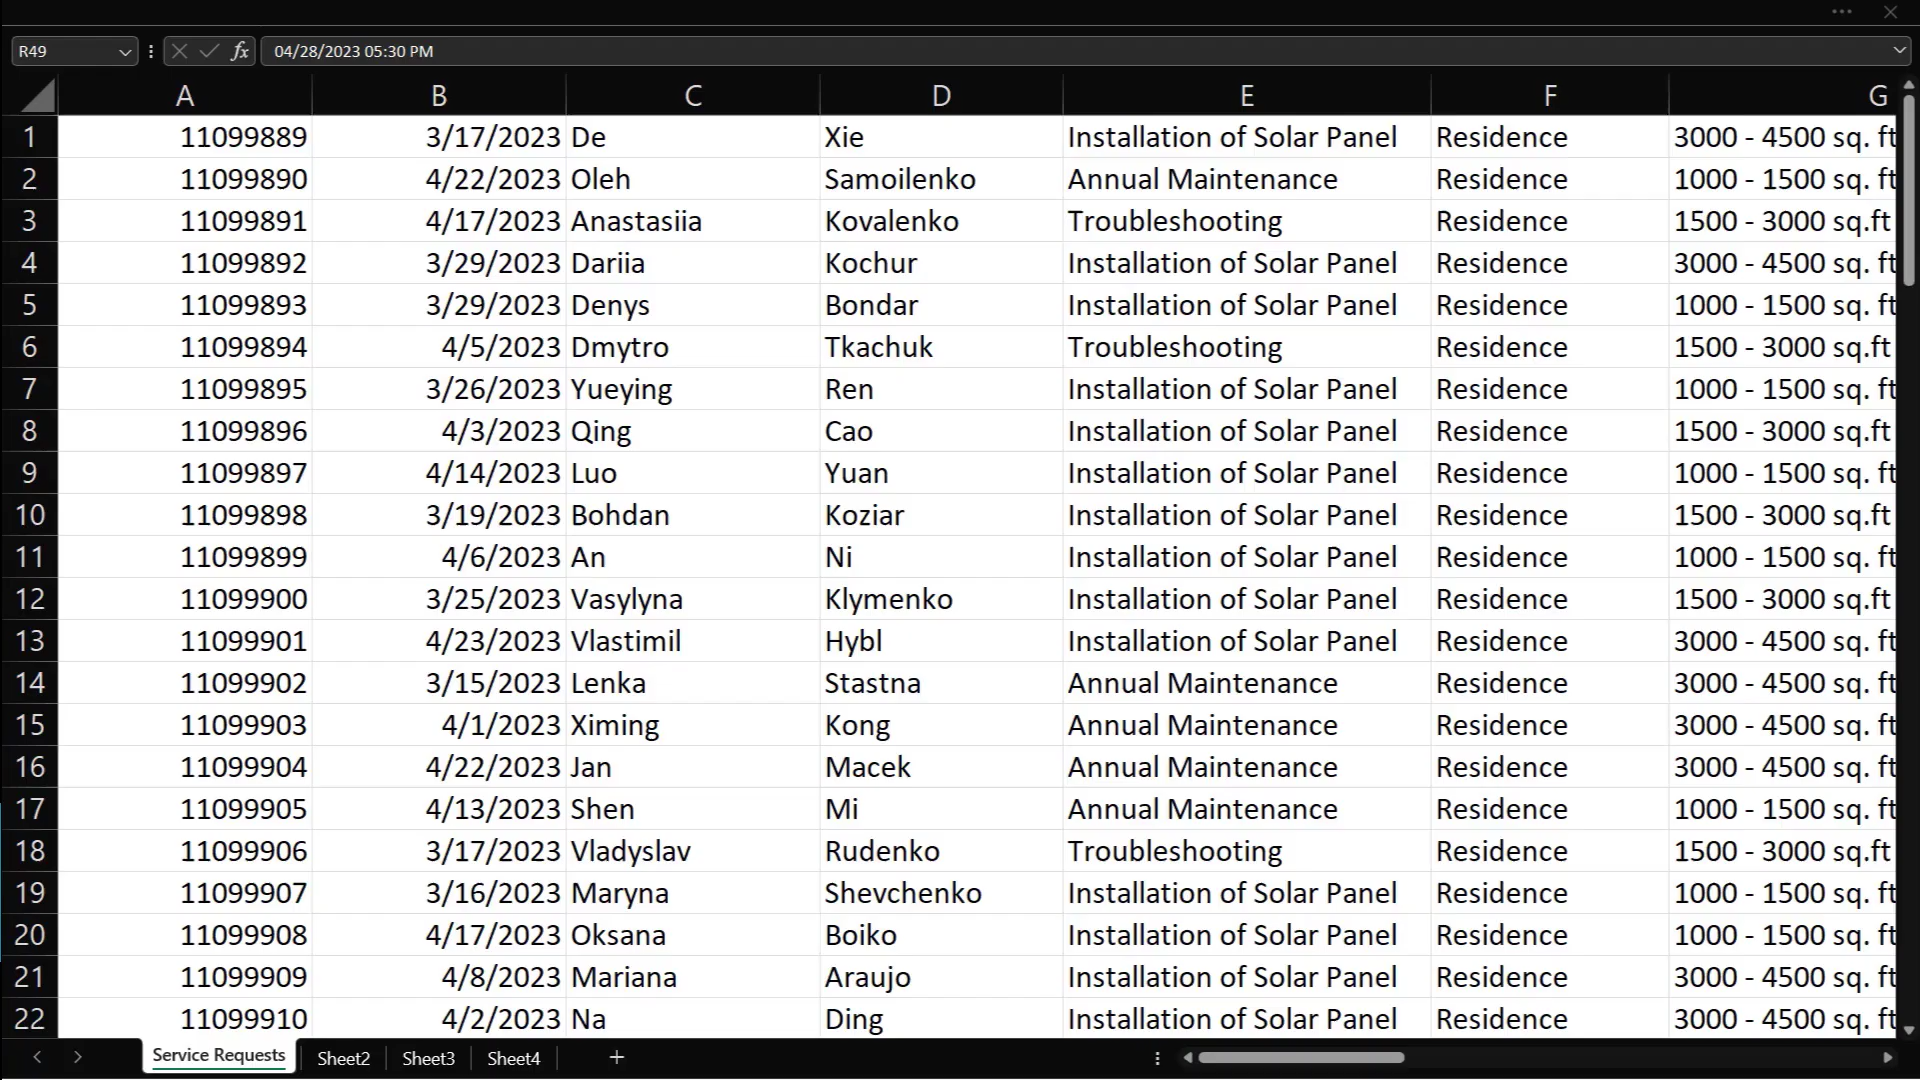 R49 fx 04/28/2023 05:30 PM
A B C D E F G
1 11099889 3/17/2023 De Xie Installation of Solar Panel Residence 3000 - 4500 sq. ft
2 11099890 4/22/2023 Oleh Samoilenko Annual Maintenance Residence 1000 - 1500 sq. ft
3 11099891 4/17/2023 Anastasiia Kovalenko Troubleshooting Residence 1500 - 3000 sq.ft
4 11099892 3/29/2023 Dariia Kochur Installation of Solar Panel Residence 3000 - 4500 sq. ft
5 11099893 3/29/2023 Denys Bondar Installation of Solar Panel Residence 1000 - 1500 sq. ft
6 11099894 4/5/2023 Dmytro Tkachuk Troubleshooting Residence 1500 - 3000 sq.ft
7 11099895 3/26/2023 Yueying Ren Installation of Solar Panel Residence 1000 - 1500 sq. ft
8 11099896 4/3/2023 Qing Cao Installation of Solar Panel Residence 1500 - 3000 sq.ft
9 11099897 4/14/2023 Luo Yuan Installation of Solar Panel Residence 1000 - 1500 sq. ft
10 11099898 3/19/2023 Bohdan Koziar Installation of Solar Panel Residence 1500 - 3000 sq.ft
11 11099899 4/6/2023 An Ni Installation of Solar Panel Residence 1000 - 1500 sq. ft
12 11099900 3/25/2023 Vasylyna Klymenko Installation of Solar Panel Residence 1500 - 3000 sq.ft
13 11099901 4/23/2023 Vlastimil Hybl Installation of Solar Panel Residence 3000 - 4500 sq. ft
14 11099902 3/15/2023 Lenka Stastna Annual Maintenance Residence 3000 - 4500 sq. ft
15 11099903 4/1/2023 Ximing Kong Annual Maintenance Residence 3000 - 4500 sq. ft
16 11099904 4/22/2023 Jan Macek Annual Maintenance Residence 3000 - 4500 sq. ft
17 11099905 4/13/2023 Shen Mi Annual Maintenance Residence 1000 - 1500 sq. ft
18 11099906 3/17/2023 Vladyslav Rudenko Troubleshooting Residence 1500 - 3000 sq.ft
19 11099907 3/16/2023 Maryna Shevchenko Installation of Solar Panel Residence 1000 - 1500 sq. ft
20 11099908 4/17/2023 Oksana Boiko Installation of Solar Panel Residence 1000 - 1500 sq. ft
21 11099909 4/8/2023 Mariana Araujo Installation of Solar Panel Residence 3000 - 4500 sq. ft
22 11099910 4/2/2023 Na Ding Installation of Solar Panel Residence 3000 - 4500 sq. ft
Service Requests Sheet2 Sheet3 Sheet4